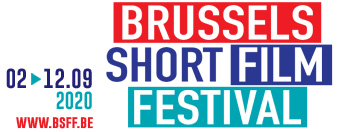 BRUSSELS
SHORT FILM
FESTIVAL
02▶12.09
2020
WWW.BSFF.BE